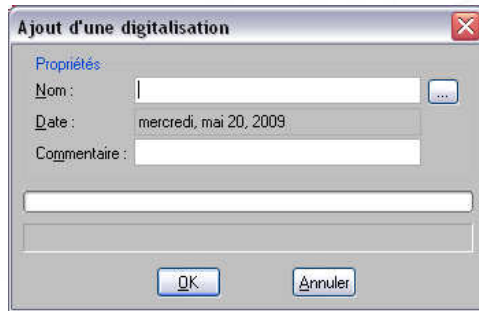 Ajout d'une digitalisation
Propriétés
Nom :
...
Date : mercredi, mai 20, 2009
Commentaire :
OK Annuler